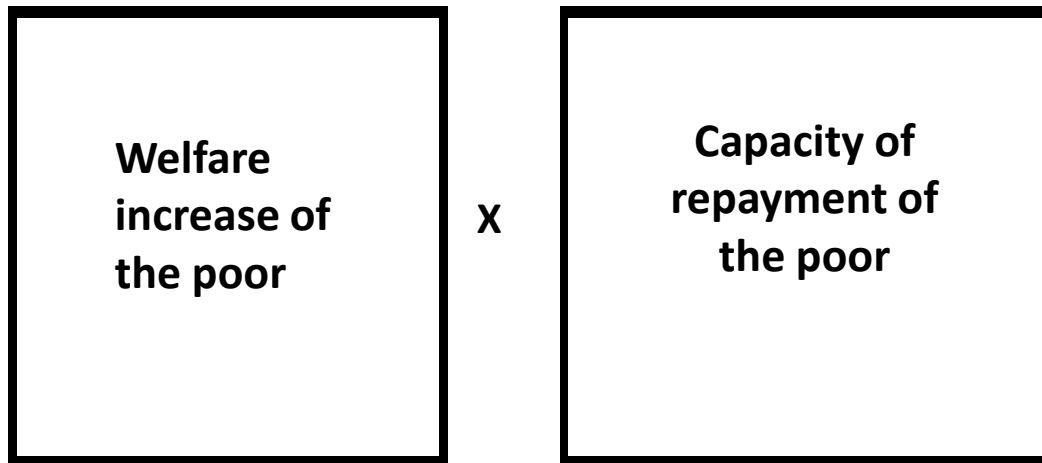 Welfare
increase of
the poor
X
Capacity of
repayment of
the poor